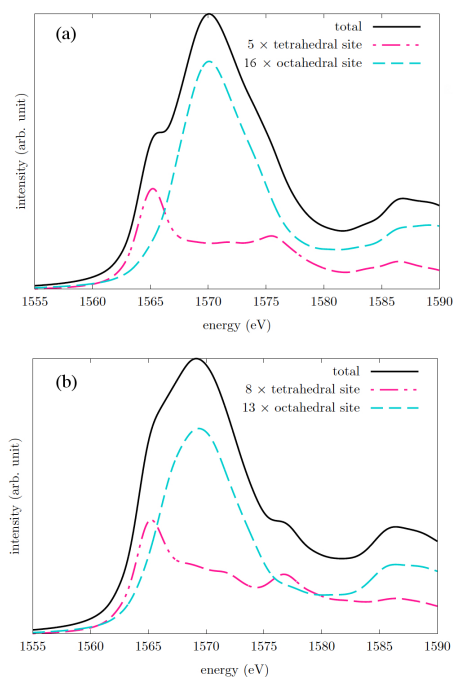 (a)
total
5 × tetrahedral site
16 × octahedral site
intensity (arb. unit)
1555 1560 1565 1570 1575 1580 1585 1590
energy (eV)
(b)
total
8 × tetrahedral site
13 × octahedral site
intensity (arb. unit)
1555 1560 1565 1570 1575 1580 1585 1590
energy (eV)